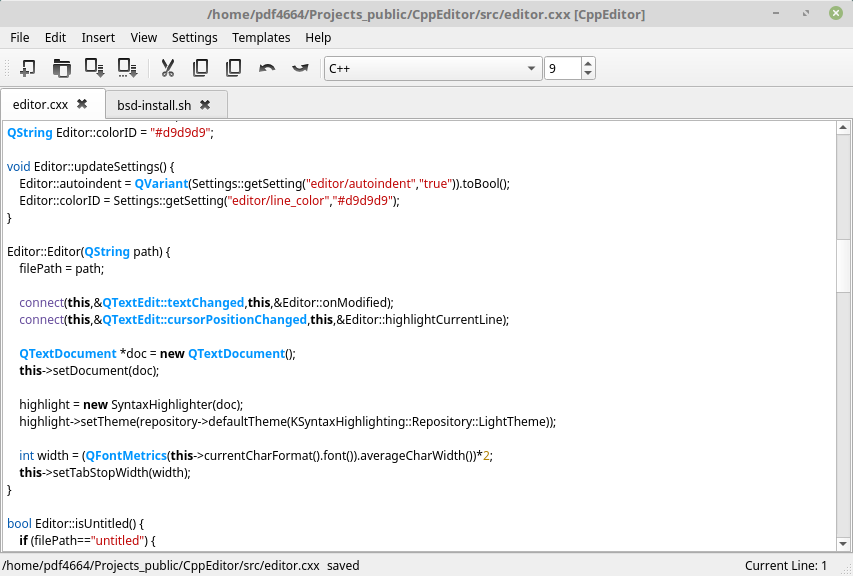 /home/pdf4664/Projects_public/CppEditor/src/editor.cxx [CppEditor]
File Edit Insert View Settings Templates Help
C++ 9
editor.cxx bsd-install.sh
QString Editor::colorID = "#d9d9d9";
void Editor::updateSettings() {
Editor::autoindent = QVariant(Settings::getSetting("editor/autoindent","true")).toBool();
Editor::colorID = Settings::getSetting("editor/line_color","#d9d9d9");
}
Editor::Editor(QString path) {
filePath = path;
connect(this,&QTextEdit::textChanged,this,&Editor::onModified);
connect(this,&QTextEdit::cursorPositionChanged,this,&Editor::highlightCurrentLine);
QTextDocument *doc = new QTextDocument();
this->setDocument(doc);
highlight = new SyntaxHighlighter(doc);
highlight->setTheme(repository->defaultTheme(KSyntaxHighlighting::Repository::LightTheme));
int width = (QFontMetrics(this->currentCharFormat().font()).averageCharWidth())*2;
this->setTabStopWidth(width);
}
bool Editor::isUntitled() {
if (filePath=="untitled") {
/home/pdf4664/Projects_public/CppEditor/src/editor.cxx saved Current Line: 1